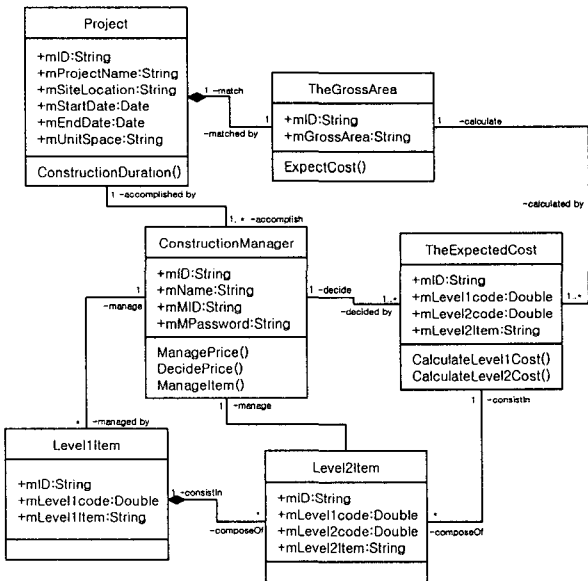 Project
+mID:String
+mProjectName:String
+mSiteLocation:String
+mStartDate:Date
+mEndDate:Date
+mUnitSpace:String
ConstructionDuration()
1 -match
-matched by
1
TheGrossArea
+mID:String
+mGrossArea:String
ExpectCost()
1 -calculate
-calculated by
1..*
1 -accomplished by
1..* -accomplish
ConstructionManager
+mID:String
+mName:String
+mMID:String
+mMPassword:String
ManagePrice()
DecidePrice()
ManageItem()
1 -decide
-decided by
1..*
TheExpectedCost
+mID:String
+mLevel1code:Double
+mLevel2code:Double
+mLevel2Item:String
CalculateLevel1Cost()
CalculateLevel2Cost()
1
-manage
* -managed by
1 -manage
1 -consistIn
Level1Item
+mID:String
+mLevel1code:Double
+mLevel1Item:String
1 -consistIn
*
-composeOf
Level2Item
+mID:String
+mLevel1code:Double
+mLevel2code:Double
+mLevel2Item:String
*
-composeOf